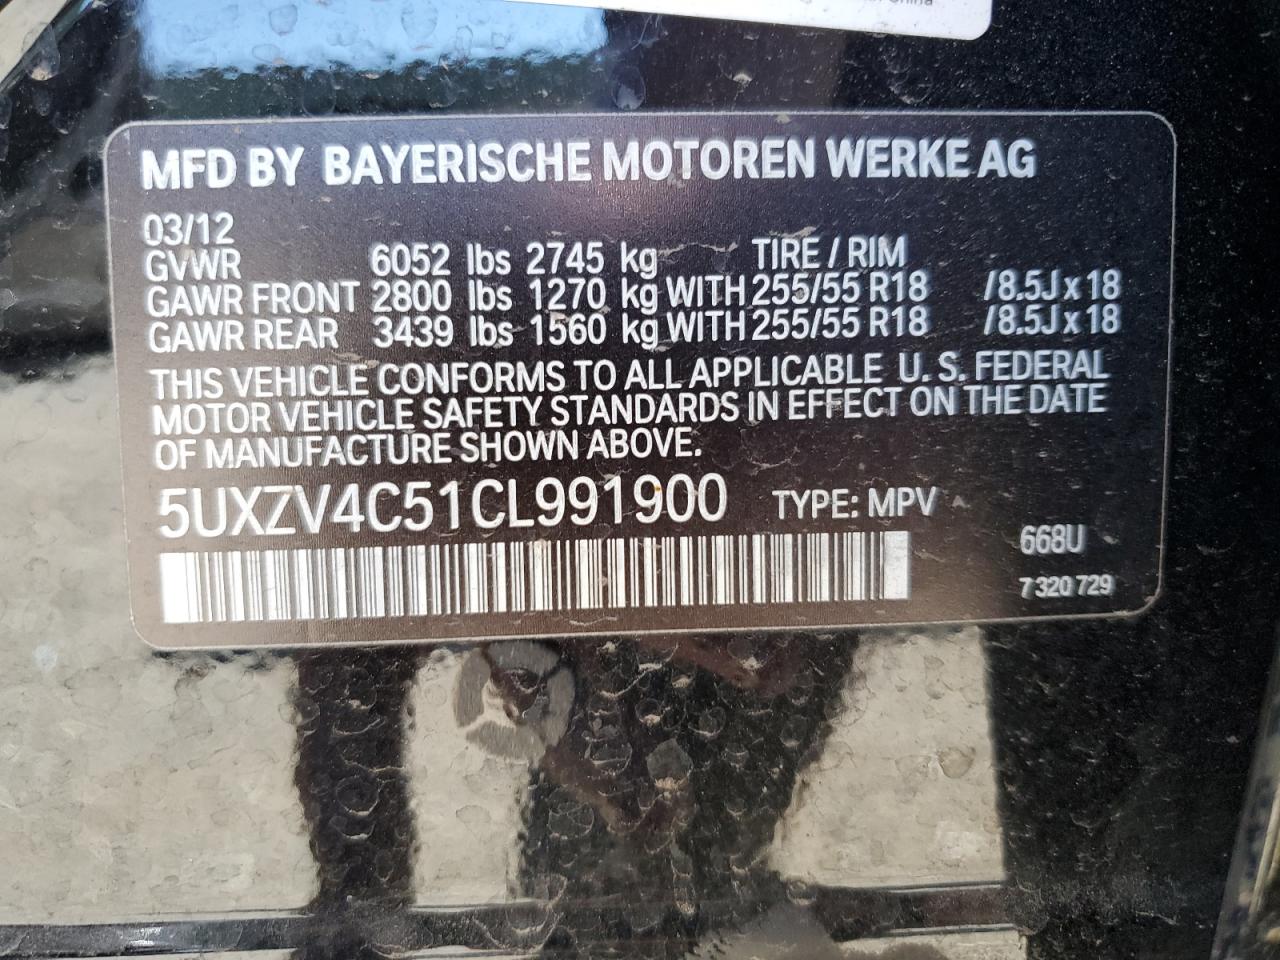 China
MFD BY BAYERISCHE MOTOREN WERKE AG
03/12
GVWR 6052 lbs 2745 kg TIRE / RIM
GAWR FRONT 2800 lbs 1270 kg WITH 255/55 R18 /8.5J x 18
GAWR REAR 3439 lbs 1560 kg WITH 255/55 R18 /8.5J x 18
THIS VEHICLE CONFORMS TO ALL APPLICABLE U. S. FEDERAL
MOTOR VEHICLE SAFETY STANDARDS IN EFFECT ON THE DATE
OF MANUFACTURE SHOWN ABOVE.
5UXZV4C51CL991900 TYPE: MPV
668U
7 320 729